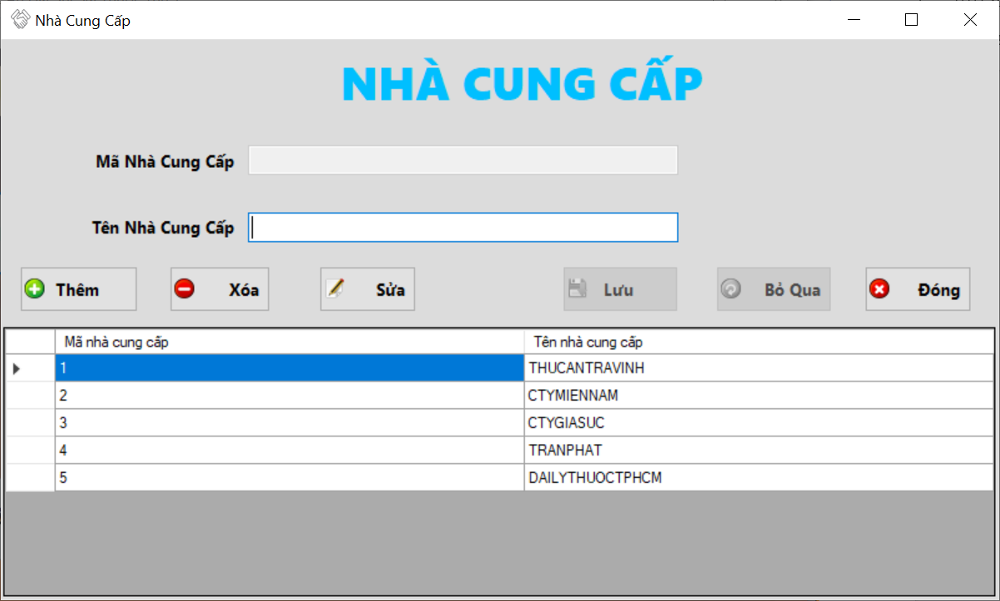 Nhà Cung Cấp
NHÀ CUNG CẤP
Mã Nhà Cung Cấp
Tên Nhà Cung Cấp
Thêm Xóa Sửa Lưu Bỏ Qua Đóng
Mã nhà cung cấp Tên nhà cung cấp
1 THUCANTRAVINH
2 CTYMIENNAM
3 CTYGIASUC
4 TRANPHAT
5 DAILYTHUOCTPHCM